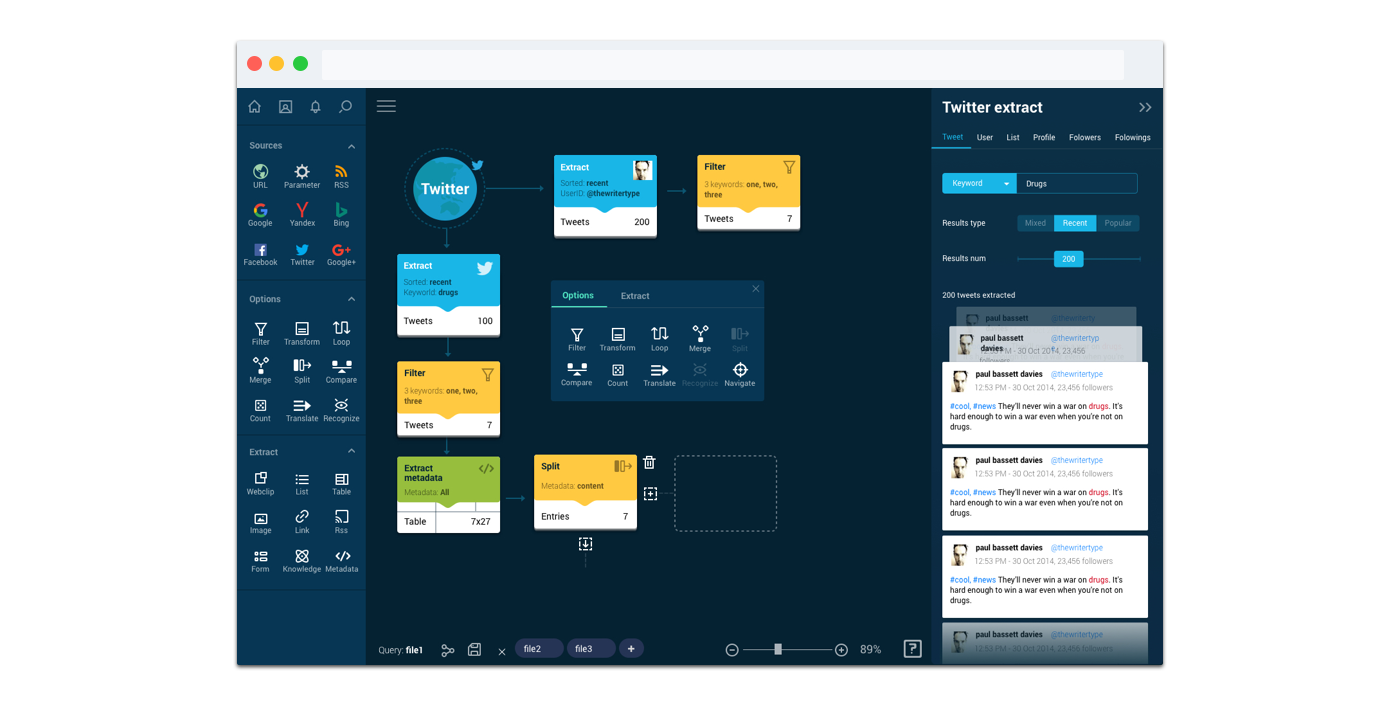 Sources
URL
Parameter
RSS
Google
Yandex
Bing
Facebook
Twitter
Google+
Options
Filter
Transform
Loop
Merge
Split
Compare
Count
Translate
Recognize
Extract
Webclip
List
Table
Image
Link
Rss
Form
Knowledge
Metadata
Twitter
Extract
Sorted: recent
UserID: @thewritertype
Tweets 200
Filter
3 keywords: one, two,
three
Tweets 7
Extract
Sorted: recent
Keyworld: drugs
Tweets 100
Filter
3 keywords: one, two,
three
Tweets 7
Extract
metadata
Metadata: All
Table 7x27
Split
Metadata: content
Entries 7
Options Extract
Filter
Transform
Loop
Merge
Split
Compare
Count
Translate
Recognize
Navigate
Query: file1
file2
file3
+
89%
?
Twitter extract
Tweet User List Profile Folowers Folowings
Keyword Drugs
Results type Mixed Recent Popular
Results num 200
200 tweets extracted
paul bassett @thewriterty
paul bassett @thewritertyp
davies
12:53 PM - 30 Oct 2014, 23,456
followers
paul bassett davies @thewritertype
12:53 PM - 30 Oct 2014, 23,456 followers
#cool, #news They'll never win a war on drugs. It's
hard enough to win a war even when you're not on
drugs.
paul bassett davies @thewritertype
12:53 PM - 30 Oct 2014, 23,456 followers
#cool, #news They'll never win a war on drugs. It's
hard enough to win a war even when you're not on
drugs.
paul bassett davies @thewritertype
12:53 PM - 30 Oct 2014, 23,456 followers
#cool, #news They'll never win a war on drugs. It's
hard enough to win a war even when you're not on
drugs.
paul bassett davies @thewritertype
12:53 PM - 30 Oct 2014, 23,456 followers